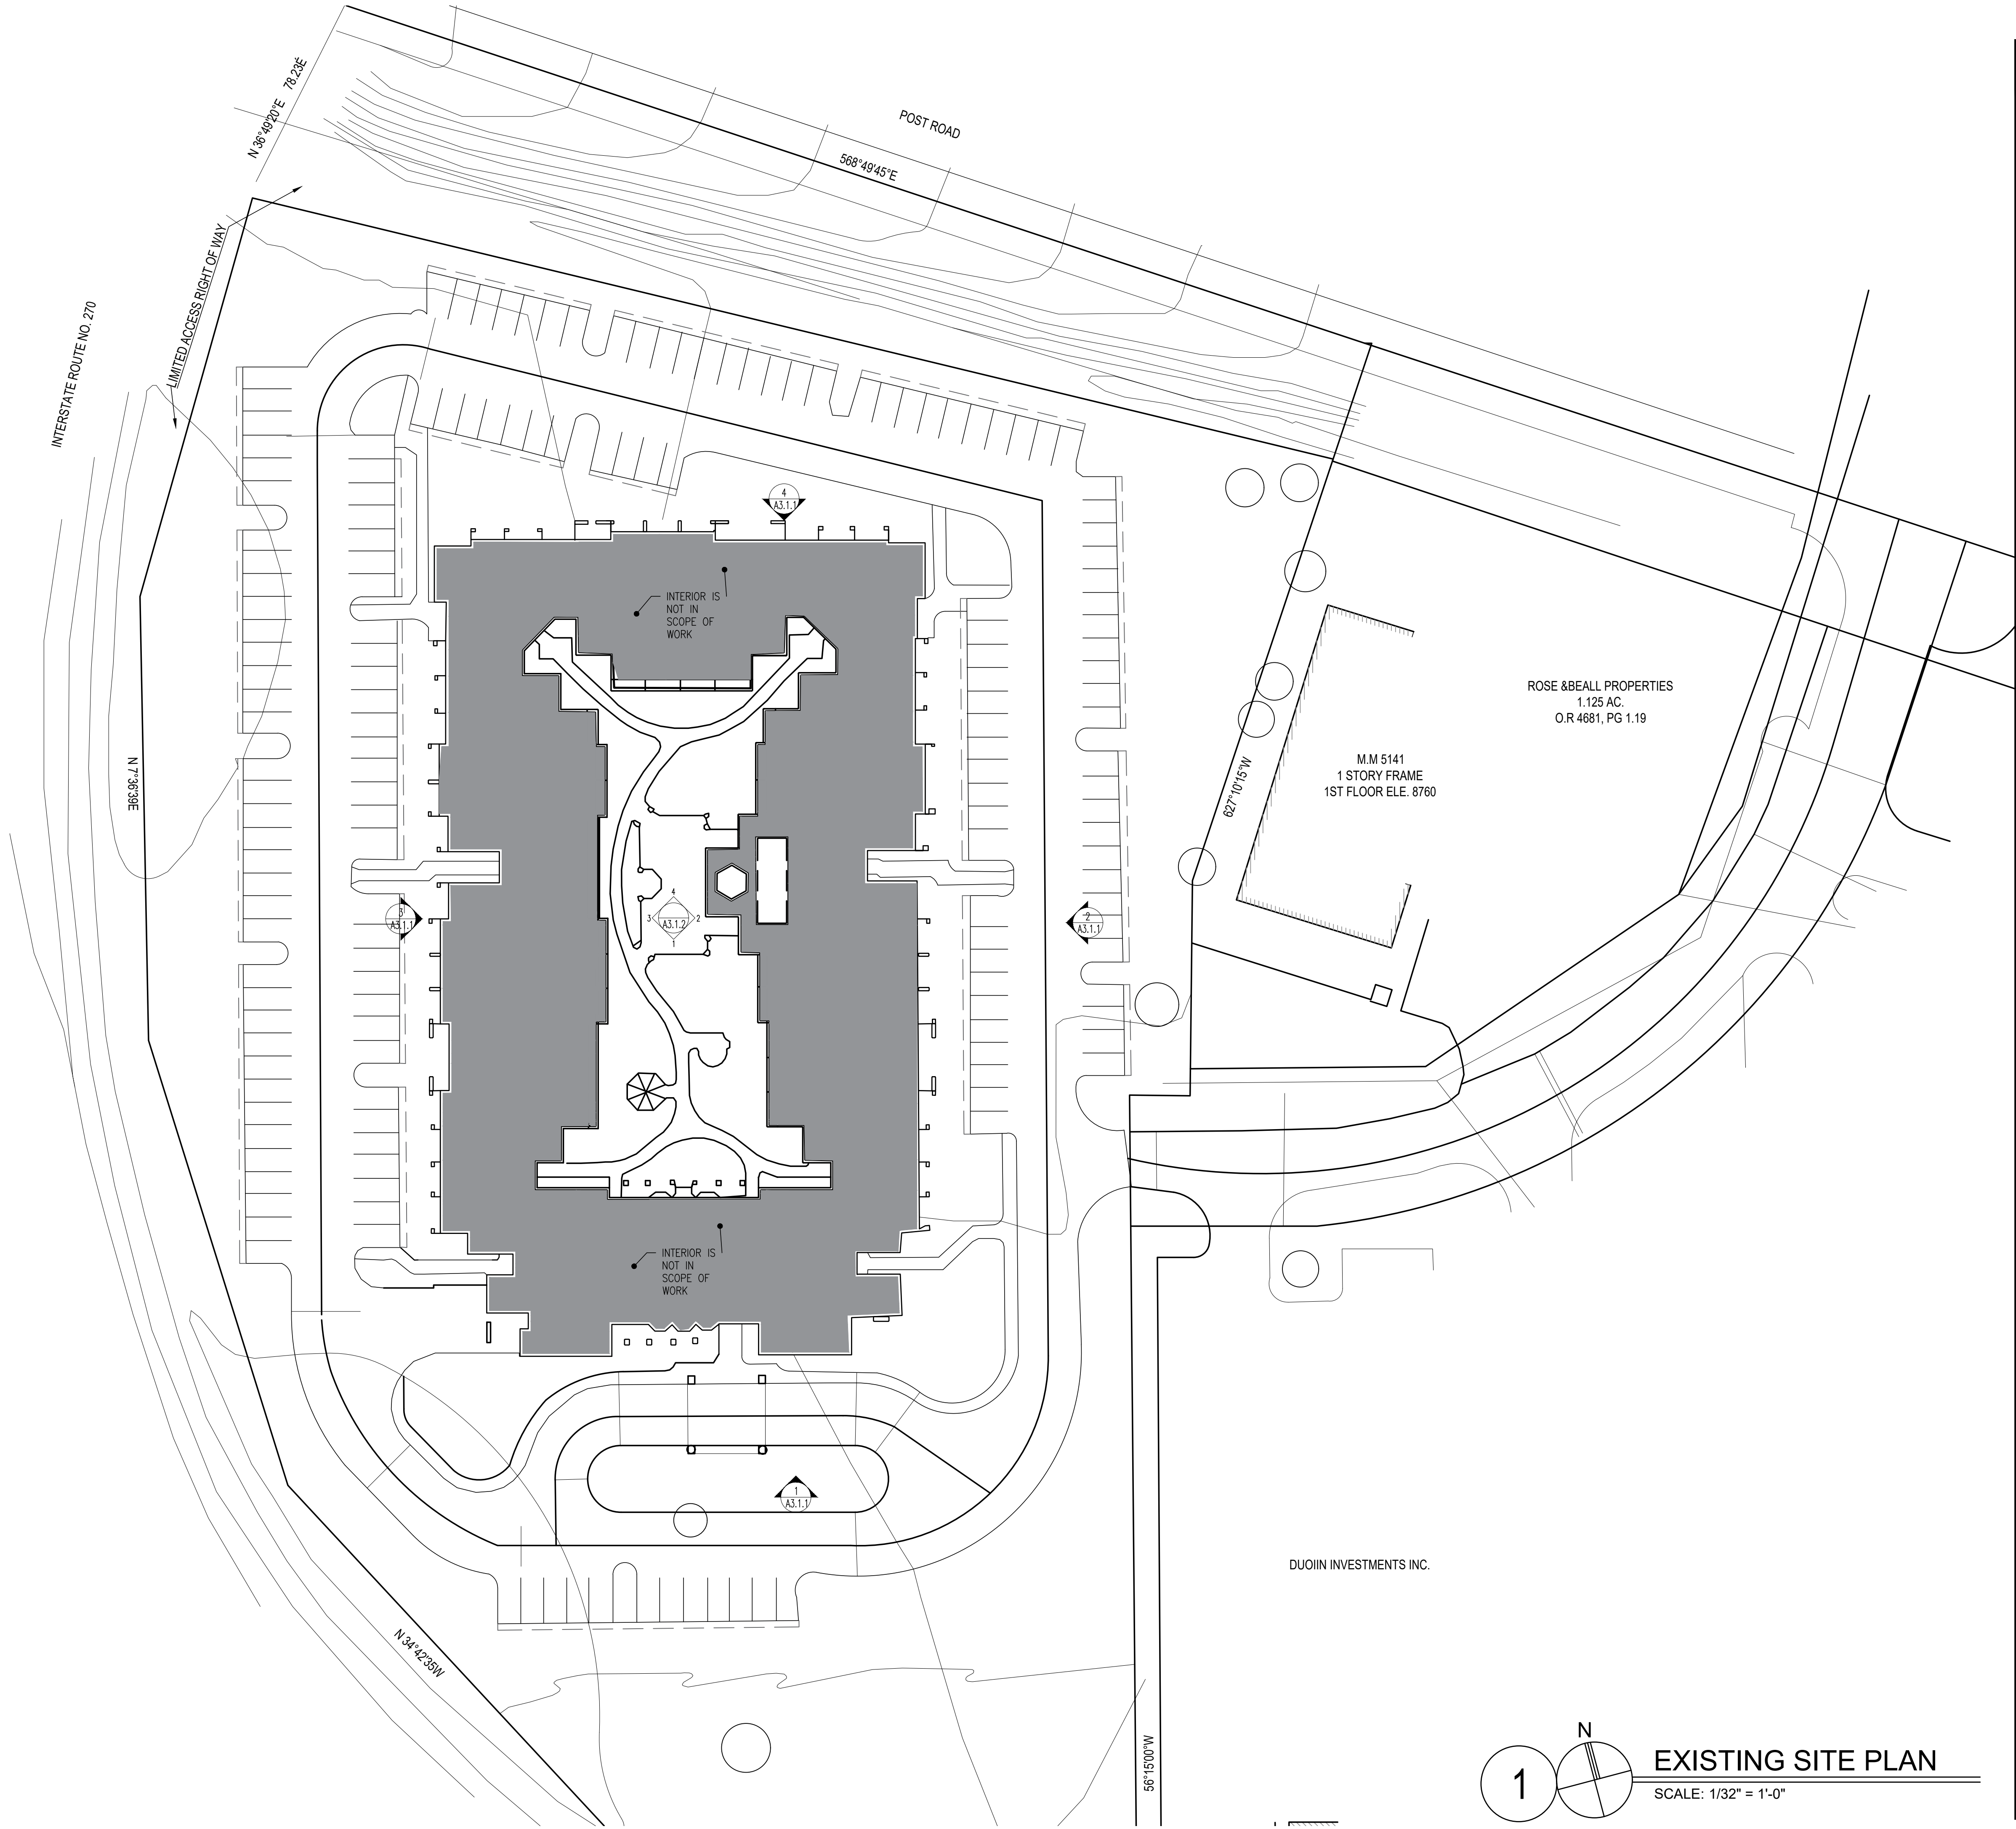 N 36°49'20"E 78.23É
POST ROAD
568°49'45"E
LIMITED ACCESS RIGHT OF WAY
INTERSTATE ROUTE NO. 270
4
A3.1.1
INTERIOR IS
NOT IN
SCOPE OF
WORK
ROSE &BEALL PROPERTIES
1.125 AC.
O.R 4681, PG 1.19
M.M 5141
1 STORY FRAME
1ST FLOOR ELE. 8760
627°10'15"W
N 7°36'39E
3
A3.1.1
4
3
2
A3.1.2
1
2
A3.1.1
INTERIOR IS
NOT IN
SCOPE OF
WORK
1
A3.1.1
DUOIIN INVESTMENTS INC.
N 34°42'35W
56°15'00"W
N
1
EXISTING SITE PLAN
SCALE: 1/32" = 1'-0"